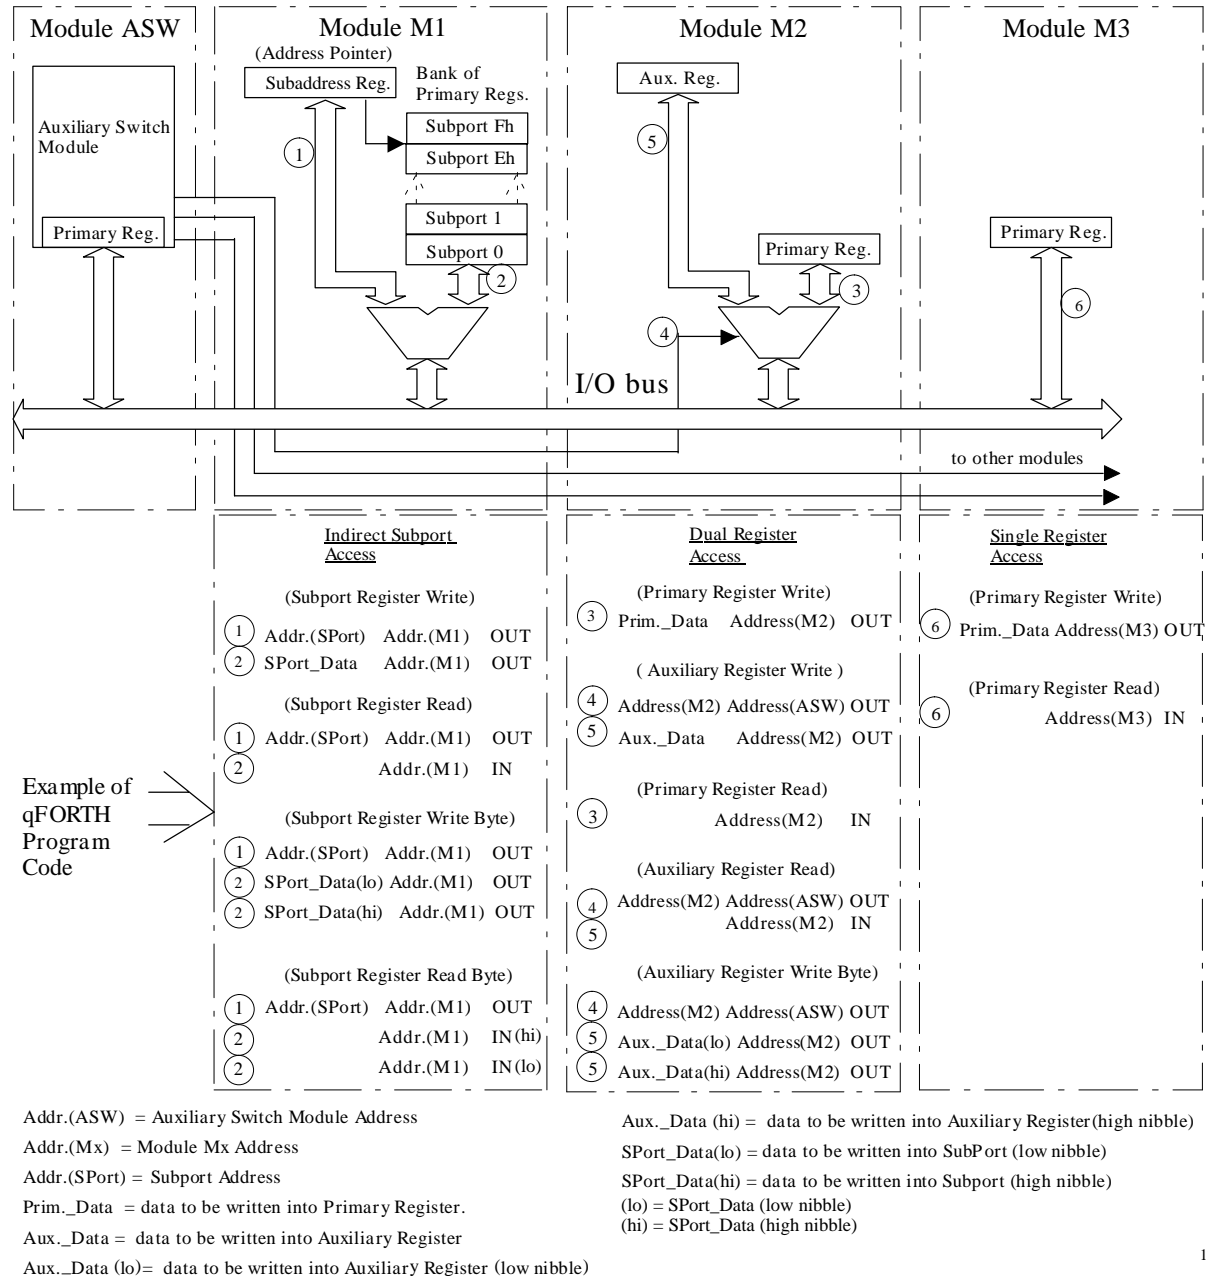 Module ASW
Module M1
Module M2
Module M3
Auxiliary Switch
Module
Primary Reg.
(Address Pointer)
Subaddress Reg.
Bank of
Primary Regs.
Subport Fh
Subport Eh
Subport 1
Subport 0
1
2
Aux. Reg.
5
Primary Reg.
3
4
Primary Reg.
6
I/O bus
to other modules
Example of
qFORTH
Program
Code
Indirect Subport
Access
(Subport Register Write)
1 Addr.(SPort) Addr.(M1) OUT
2 SPort_Data Addr.(M1) OUT
(Subport Register Read)
1 Addr.(SPort) Addr.(M1) OUT
2 Addr.(M1) IN
(Subport Register Write Byte)
1 Addr.(SPort) Addr.(M1) OUT
2 SPort_Data(lo) Addr.(M1) OUT
2 SPort_Data(hi) Addr.(M1) OUT
(Subport Register Read Byte)
1 Addr.(SPort) Addr.(M1) OUT
2 Addr.(M1) IN(hi)
2 Addr.(M1) IN(lo)
Dual Register
Access
(Primary Register Write)
3 Prim._Data Address(M2) OUT
( Auxiliary Register Write )
4 Address(M2) Address(ASW) OUT
5 Aux._Data Address(M2) OUT
(Primary Register Read)
3 Address(M2) IN
(Auxiliary Register Read)
4 Address(M2) Address(ASW) OUT
5 Address(M2) IN
(Auxiliary Register Write Byte)
4 Address(M2) Address(ASW) OUT
5 Aux._Data(lo) Address(M2) OUT
5 Aux._Data(hi) Address(M2) OUT
Single Register
Access
(Primary Register Write)
6 Prim._Data Address(M3) OUT
(Primary Register Read)
6 Address(M3) IN
Addr.(ASW) = Auxiliary Switch Module Address
Addr.(Mx) = Module Mx Address
Addr.(SPort) = Subport Address
Prim._Data = data to be written into Primary Register.
Aux._Data = data to be written into Auxiliary Register
Aux._Data (lo)= data to be written into Auxiliary Register (low nibble)
Aux._Data (hi) = data to be written into Auxiliary Register(high nibble)
SPort_Data(lo) = data to be written into SubPort (low nibble)
SPort_Data(hi) = data to be written into Subport (high nibble)
(lo) = SPort_Data (low nibble)
(hi) = SPort_Data (high nibble)
1